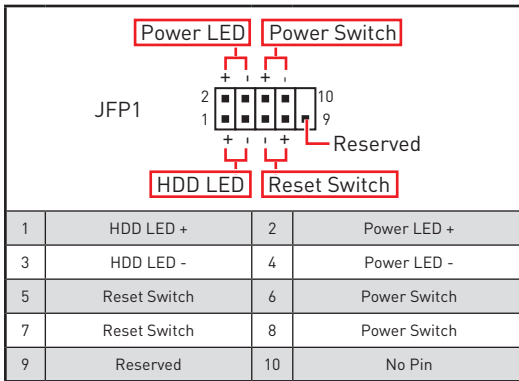 Power LED Power Switch
+ - + -
2 10
JFP1
1 9
+ - - +
Reserved
HDD LED Reset Switch
1 HDD LED + 2 Power LED +
3 HDD LED - 4 Power LED -
5 Reset Switch 6 Power Switch
7 Reset Switch 8 Power Switch
9 Reserved 10 No Pin